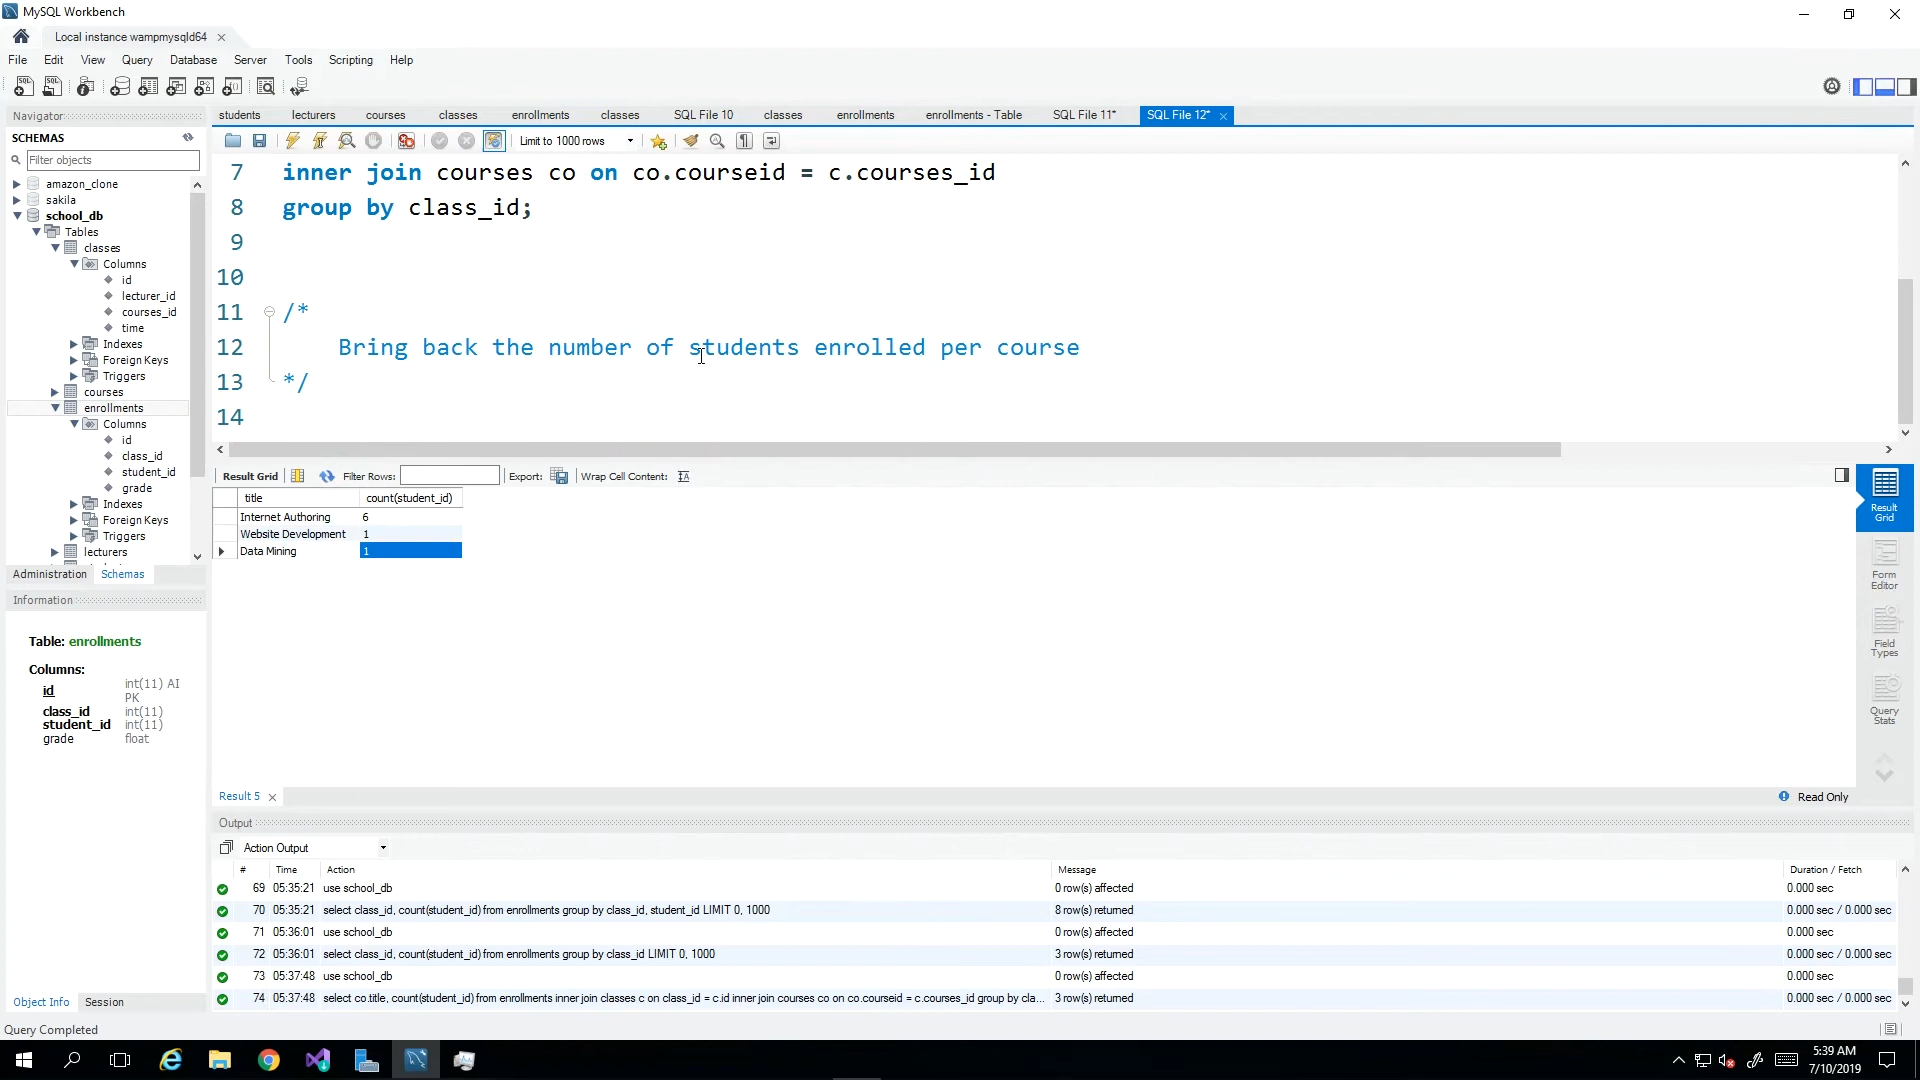 MySQL Workbench
Local instance wampmysqld64
File Edit View Query Database Server Tools Scripting Help
Navigator
students lecturers courses classes enrollments classes SQL File 10 classes enrollments enrollments - Table SQL File 11* SQL File 12*
SCHEMAS
Limit to 1000 rows
Filter objects
amazon_clone
sakila
school_db
Tables
classes
Columns
id
lecturer_id
courses_id
time
Indexes
Foreign Keys
Triggers
courses
enrollments
Columns
id
class_id
student_id
grade
Indexes
Foreign Keys
Triggers
lecturers
Administration Schemas
Information
Table: enrollments
Columns:
id int(11) AI
PK
class_id int(11)
student_id int(11)
grade float
Object Info Session
7 inner join courses co on co.courseid = c.courses_id
8 group by class_id;
9
10
11 /*
12 Bring back the number of students enrolled per course
13 */
14
Result Grid Filter Rows: Export: Wrap Cell Content:
title count(student_id)
Internet Authoring 6
Website Development 1
Data Mining 1
Result Grid
Form Editor
Field Types
Query Stats
Result 5
Read Only
Output
Action Output
# Time Action Message Duration / Fetch
69 05:35:21 use school_db 0 row(s) affected 0.000 sec
70 05:35:21 select class_id, count(student_id) from enrollments group by class_id, student_id LIMIT 0, 1000 8 row(s) returned 0.000 sec / 0.000 sec
71 05:36:01 use school_db 0 row(s) affected 0.000 sec
72 05:36:01 select class_id, count(student_id) from enrollments group by class_id LIMIT 0, 1000 3 row(s) returned 0.000 sec / 0.000 sec
73 05:37:48 use school_db 0 row(s) affected 0.000 sec
74 05:37:48 select co.title, count(student_id) from enrollments inner join classes c on class_id = c.id inner join courses co on co.courseid = c.courses_id group by cla... 3 row(s) returned 0.000 sec / 0.000 sec
Query Completed
5:39 AM
7/10/2019